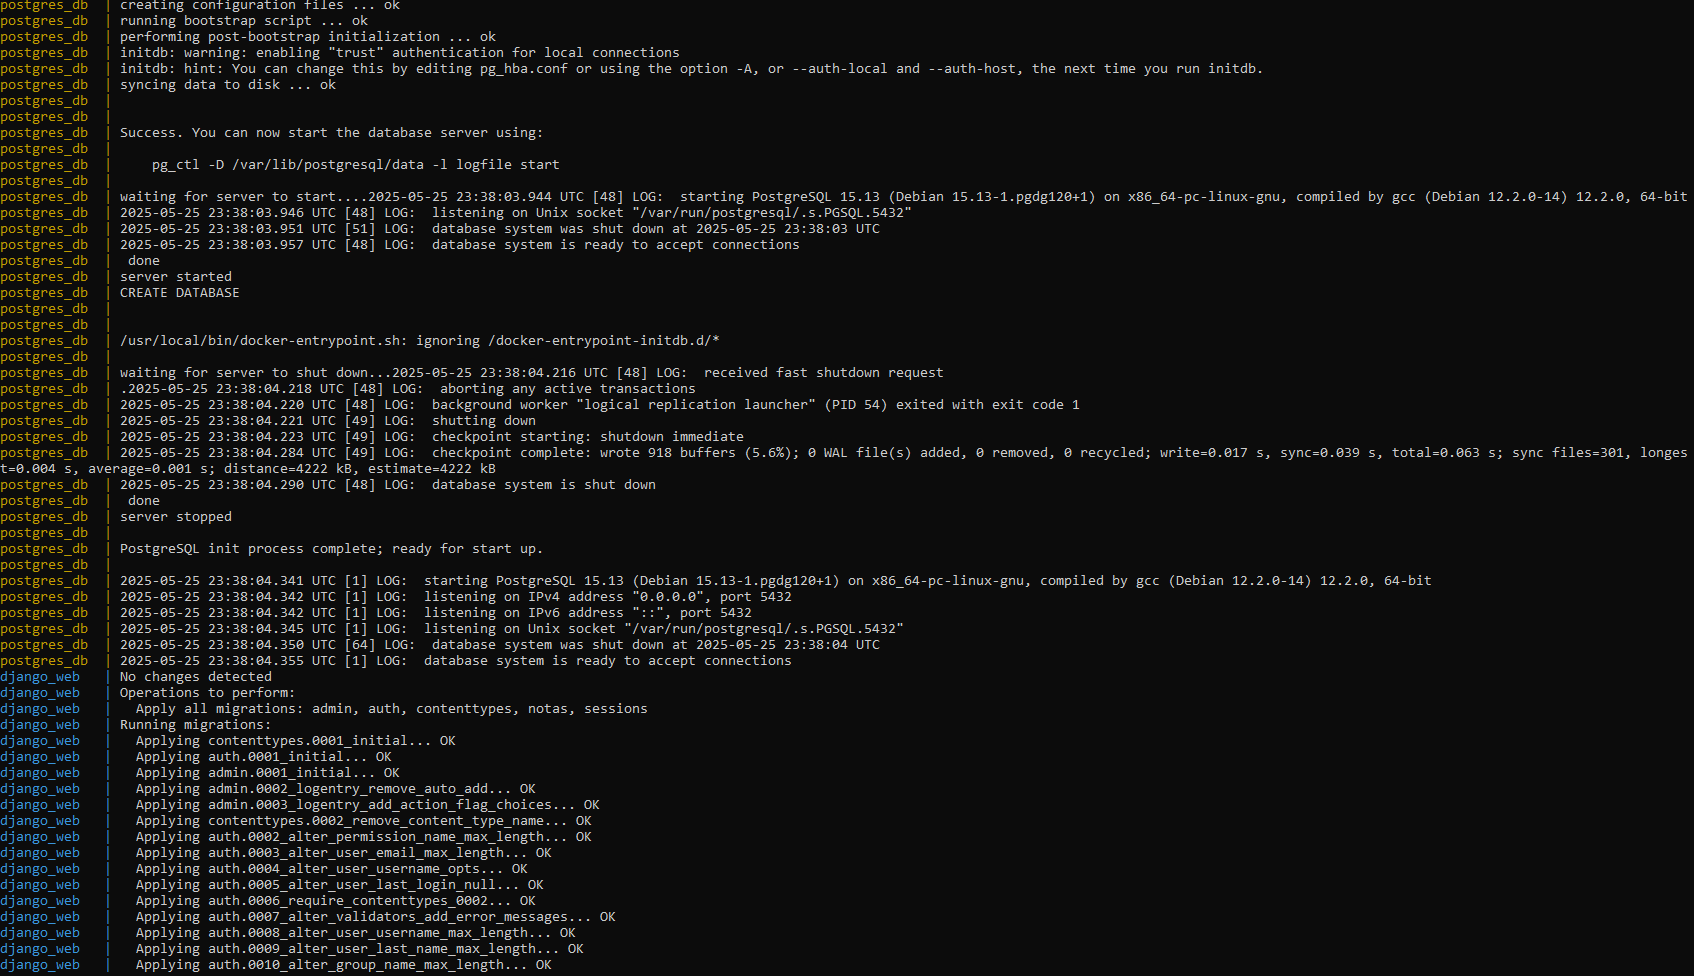 postgres_db  | creating configuration files ... ok
postgres_db  | running bootstrap script ... ok
postgres_db  | performing post-bootstrap initialization ... ok
postgres_db  | initdb: warning: enabling "trust" authentication for local connections
postgres_db  | initdb: hint: You can change this by editing pg_hba.conf or using the option -A, or --auth-local and --auth-host, the next time you run initdb.
postgres_db  | syncing data to disk ... ok
postgres_db  |
postgres_db  |
postgres_db  | Success. You can now start the database server using:
postgres_db  |
postgres_db  |     pg_ctl -D /var/lib/postgresql/data -l logfile start
postgres_db  |
postgres_db  | waiting for server to start....2025-05-25 23:38:03.944 UTC [48] LOG:  starting PostgreSQL 15.13 (Debian 15.13-1.pgdg120+1) on x86_64-pc-linux-gnu, compiled by gcc (Debian 12.2.0-14) 12.2.0, 64-bit
postgres_db  | 2025-05-25 23:38:03.946 UTC [48] LOG:  listening on Unix socket "/var/run/postgresql/.s.PGSQL.5432"
postgres_db  | 2025-05-25 23:38:03.951 UTC [51] LOG:  database system was shut down at 2025-05-25 23:38:03 UTC
postgres_db  | 2025-05-25 23:38:03.957 UTC [48] LOG:  database system is ready to accept connections
postgres_db  |  done
postgres_db  | server started
postgres_db  | CREATE DATABASE
postgres_db  |
postgres_db  |
postgres_db  | /usr/local/bin/docker-entrypoint.sh: ignoring /docker-entrypoint-initdb.d/*
postgres_db  |
postgres_db  | waiting for server to shut down...2025-05-25 23:38:04.216 UTC [48] LOG:  received fast shutdown request
postgres_db  | .2025-05-25 23:38:04.218 UTC [48] LOG:  aborting any active transactions
postgres_db  | 2025-05-25 23:38:04.220 UTC [48] LOG:  background worker "logical replication launcher" (PID 54) exited with exit code 1
postgres_db  | 2025-05-25 23:38:04.221 UTC [49] LOG:  shutting down
postgres_db  | 2025-05-25 23:38:04.223 UTC [49] LOG:  checkpoint starting: shutdown immediate
postgres_db  | 2025-05-25 23:38:04.284 UTC [49] LOG:  checkpoint complete: wrote 918 buffers (5.6%); 0 WAL file(s) added, 0 removed, 0 recycled; write=0.017 s, sync=0.039 s, total=0.063 s; sync files=301, longes
t=0.004 s, average=0.001 s; distance=4222 kB, estimate=4222 kB
postgres_db  | 2025-05-25 23:38:04.290 UTC [48] LOG:  database system is shut down
postgres_db  |  done
postgres_db  | server stopped
postgres_db  |
postgres_db  | PostgreSQL init process complete; ready for start up.
postgres_db  |
postgres_db  | 2025-05-25 23:38:04.341 UTC [1] LOG:  starting PostgreSQL 15.13 (Debian 15.13-1.pgdg120+1) on x86_64-pc-linux-gnu, compiled by gcc (Debian 12.2.0-14) 12.2.0, 64-bit
postgres_db  | 2025-05-25 23:38:04.342 UTC [1] LOG:  listening on IPv4 address "0.0.0.0", port 5432
postgres_db  | 2025-05-25 23:38:04.342 UTC [1] LOG:  listening on IPv6 address "::", port 5432
postgres_db  | 2025-05-25 23:38:04.345 UTC [1] LOG:  listening on Unix socket "/var/run/postgresql/.s.PGSQL.5432"
postgres_db  | 2025-05-25 23:38:04.350 UTC [64] LOG:  database system was shut down at 2025-05-25 23:38:04 UTC
postgres_db  | 2025-05-25 23:38:04.355 UTC [1] LOG:  database system is ready to accept connections
django_web   | No changes detected
django_web   | Operations to perform:
django_web   |   Apply all migrations: admin, auth, contenttypes, notas, sessions
django_web   | Running migrations:
django_web   |   Applying contenttypes.0001_initial... OK
django_web   |   Applying auth.0001_initial... OK
django_web   |   Applying admin.0001_initial... OK
django_web   |   Applying admin.0002_logentry_remove_auto_add... OK
django_web   |   Applying admin.0003_logentry_add_action_flag_choices... OK
django_web   |   Applying contenttypes.0002_remove_content_type_name... OK
django_web   |   Applying auth.0002_alter_permission_name_max_length... OK
django_web   |   Applying auth.0003_alter_user_email_max_length... OK
django_web   |   Applying auth.0004_alter_user_username_opts... OK
django_web   |   Applying auth.0005_alter_user_last_login_null... OK
django_web   |   Applying auth.0006_require_contenttypes_0002... OK
django_web   |   Applying auth.0007_alter_validators_add_error_messages... OK
django_web   |   Applying auth.0008_alter_user_username_max_length... OK
django_web   |   Applying auth.0009_alter_user_last_name_max_length... OK
django_web   |   Applying auth.0010_alter_group_name_max_length... OK